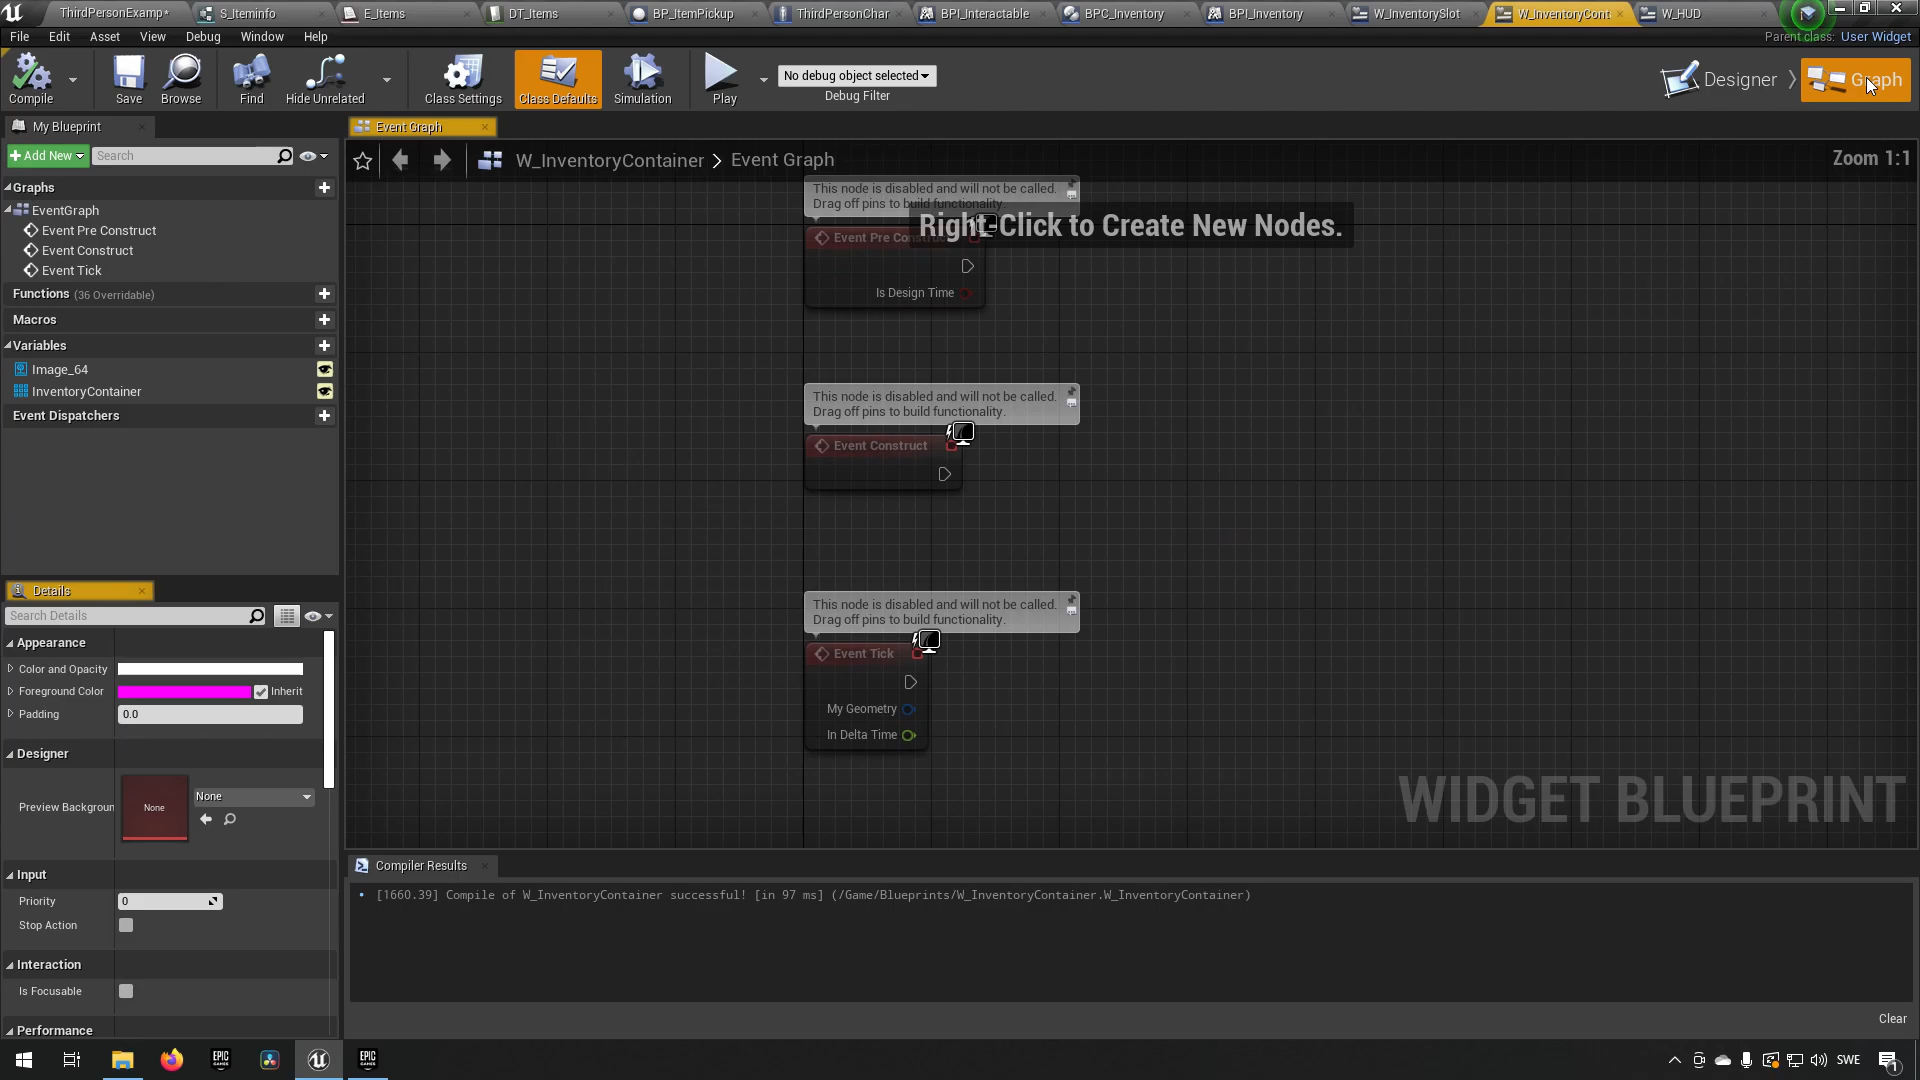 ThirdPersonExamp*
S_Iteminfo
E_Items
DT_Items
BP_ItemPickup
ThirdPersonChar
BPI_Interactable
BPC_Inventory
BPI_Inventory
W_InventorySlot
W_InventoryCont
W_HUD
File
Edit
Asset
View
Debug
Window
Help
Parent class: User Widget
Compile
Save
Browse
Find
Hide Unrelated
Class Settings
Class Defaults
Simulation
Play
No debug object selected
Debug Filter
Designer
Graph
My Blueprint
Event Graph
Add New
Search
W_InventoryContainer > Event Graph
Zoom 1:1
Graphs
EventGraph
Event Pre Construct
Event Construct
Event Tick
Functions (36 Overridable)
Macros
Variables
Image_64
InventoryContainer
Event Dispatchers
This node is disabled and will not be called.
Drag off pins to build functionality.
Right-Click to Create New Nodes.
Event Pre Constr
Is Design Time
This node is disabled and will not be called.
Drag off pins to build functionality.
Event Construct
This node is disabled and will not be called.
Drag off pins to build functionality.
Event Tick
My Geometry
In Delta Time
WIDGET BLUEPRINT
Details
Search Details
Appearance
Color and Opacity
Foreground Color
Inherit
Padding
0.0
Designer
Preview Backgroun
None
None
Input
Priority
0
Stop Action
Interaction
Is Focusable
Performance
Compiler Results
[1660.39] Compile of W_InventoryContainer successful! [in 97 ms] (/Game/Blueprints/W_InventoryContainer.W_InventoryContainer)
Clear
EPIC
GAMES
EPIC
GAMES
SWE
1